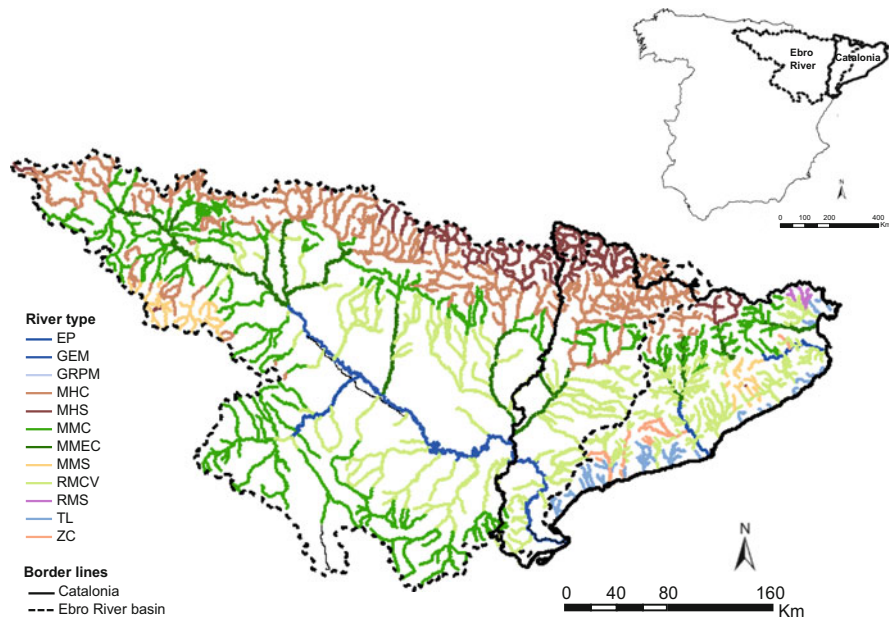 Ebro
River
Catalonia
N
0 100 200 400
Km
River type
EP
GEM
GRPM
MHC
MHS
MMC
MMEC
MMS
RMCV
RMS
TL
ZC
Border lines
Catalonia
Ebro River basin
N
0 40 80 160
Km